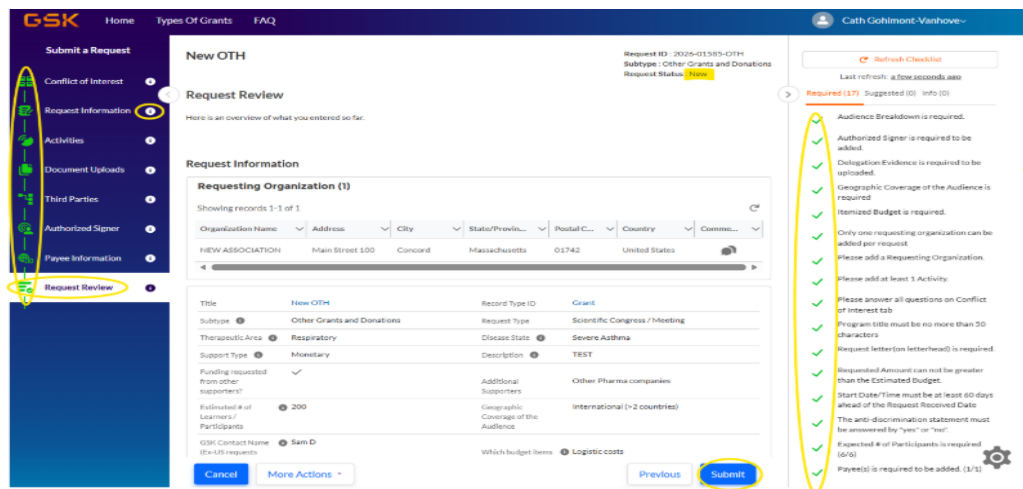 GSK Home Types Of Grants FAQ Cath Gohlmont-Vanhove
Submit a Request
Conflict of Interest
Request Information
Activities
Document Uploads
Third Parties
Authorized Signer
Payee Information
Request Review
New OTH
Request ID : 2026-01585-OTH
Subtype : Other Grants and Donations
Request Status: New
Request Review
Here is an overview of what you entered so far.
Request Information
Requesting Organization (1)
Showing records 1-1 of 1
Organization Name Address City State/Provin... Postal C... Country Comme...
NEW ASSOCIATION Main Street 100 Concord Massachusetts 01742 United States
Title New OTH Record Type ID Grant
Subtype Other Grants and Donations Request Type Scientific Congress / Meeting
Therapeutic Area Respiratory Disease State Severe Asthma
Support Type Monetary Description TEST
Funding requested
from other
supporters?
Additional
Supporters
Other Pharma companies
Estimated # of
Learners /
Participants
200
Geographic
Coverage of the
Audience
International (>2 countries)
GSK Contact Name
(Ex-US requests
Sam D
Which budget items Logistic costs
Cancel More Actions Previous Submit
Refresh Checklist
Last refresh: a few seconds ago
Required (17) Suggested (0) Info (0)
Audience Breakdown is required.
Authorized Signer is required to be
added.
Delegation Evidence is required to be
uploaded.
Geographic Coverage of the Audience is
required
Itemized Budget is required.
Only one requesting organization can be
added per request
Please add a Requesting Organization.
Please add at least 1 Activity.
Please answer all questions on Conflict
of Interest tab
Program title must be no more than 50
characters
Request letter(on letterhead) is required.
Requested Amount can not be greater
than the Estimated Budget.
Start Date/Time must be at least 60 days
ahead of the Request Received Date
The anti-discrimination statement must
be answered by "yes" or "no".
Expected # of Participants is required
(6/6)
Payee(s) is required to be added. (1/1)